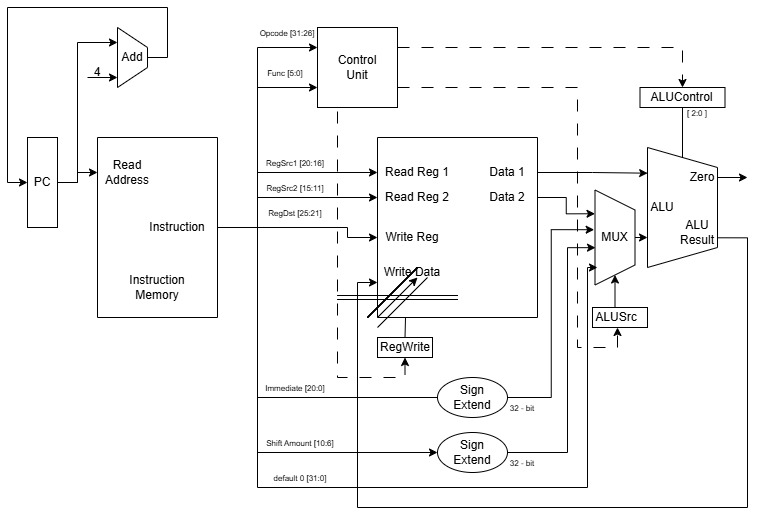 Opcode [31:26]
Add
Control
Unit
4
Func [5:0]
ALUControl
[ 2:0 ]
RegSrc1 [20:16]
Read
Address
PC
Read Reg 1
Data 1
Zero
RegSrc2 [15:11]
Read Reg 2
Data 2
RegDst [25:21]
ALU
Instruction
Write Reg
MUX
ALU
Result
Write Data
Instruction
Memory
ALUSrc
RegWrite
Immediate [20:0]
Sign
Extend
32 - bit
Shift Amount [10:6]
Sign
Extend
32 - bit
default 0 [31:0]